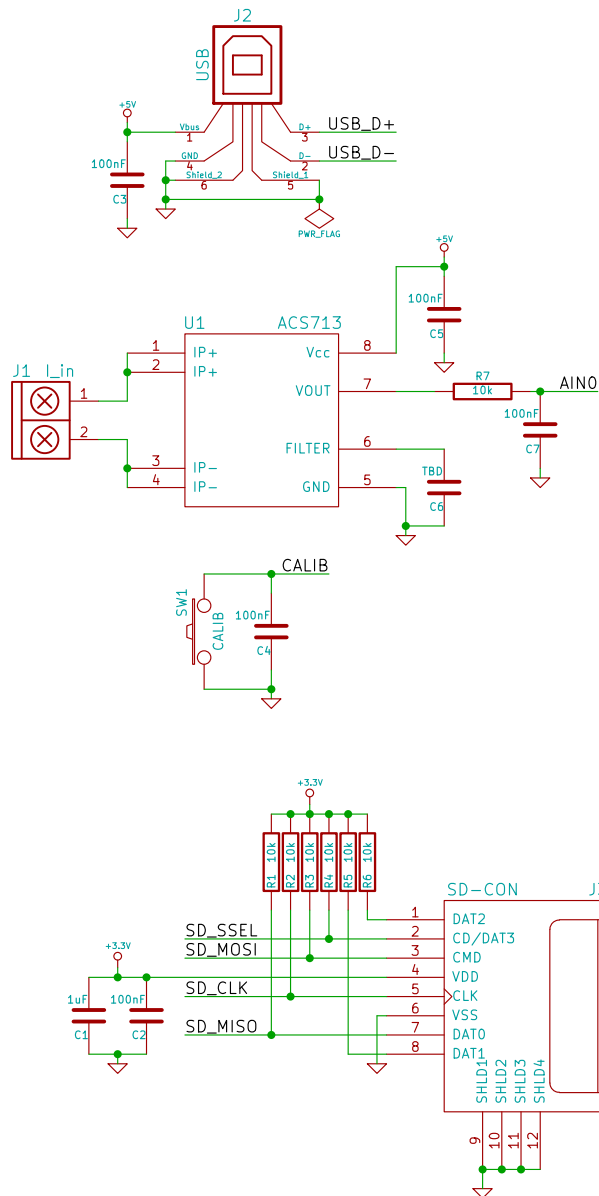 J2
USB
+5V
Vbus
1
D+
3
USB_D+
GND
4
D-
2
USB_D-
100nF
C3
Shield_2
6
Shield_1
5
PWR_FLAG
+5V
100nF
C5
U1
ACS713
J1 I_in
1
IP+
2
IP+
Vcc
8
VOUT
7
R7
10k
AIN0
1
2
100nF
C7
FILTER
6
3
IP-
4
IP-
GND
5
TBD
C6
CALIB
SW1
CALIB
100nF
C4
+3.3V
R1 10k
R2 10k
R3 10k
R4 10k
R5 10k
R6 10k
SD-CON
1
DAT2
SD_SSEL
2
CD/DAT3
SD_MOSI
3
CMD
+3.3V
4
VDD
SD_CLK
5
CLK
1uF
C1
100nF
C2
6
VSS
SD_MISO
7
DAT0
8
DAT1
SHLD1
SHLD2
SHLD3
SHLD4
9
10
11
12